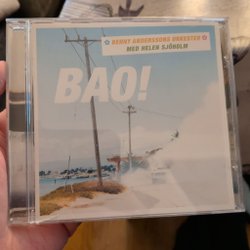 BENNY ANDERSSONS ORKESTER
MED HELEN SJÖHOLM
BAO!